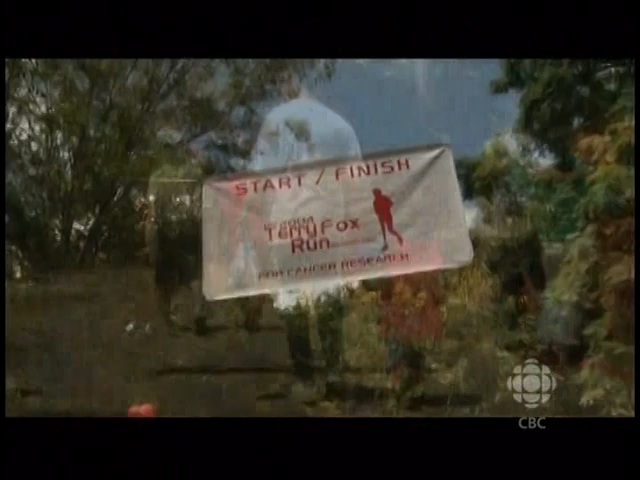 START / FINISH
Terry Fox
Run
FOR CANCER RESEARCH
CBC